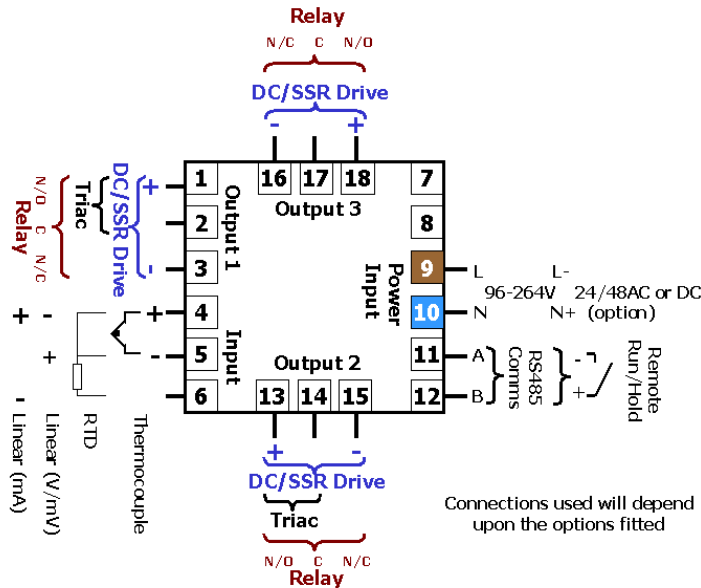 Relay
N/C C N/O
DC/SSR Drive
- +
16 17 18
Output 3
1
2
3
4
5
6
7
8
9
10
11
12
Output 1
+
-
DC/SSR Drive
Triac
N/O C N/C
Relay
Input
+
-
Thermocouple
RTD
- +
Linear (V/mV)
+ -
Linear (mA)
Power
Input
L L-
96-264V 24/48AC or DC
N N+ (option)
A
B
RS485
Comms
-
+
Remote
Run/Hold
Output 2
13 14 15
+ -
DC/SSR Drive
Triac
N/O C N/C
Relay
Connections used will depend
upon the options fitted